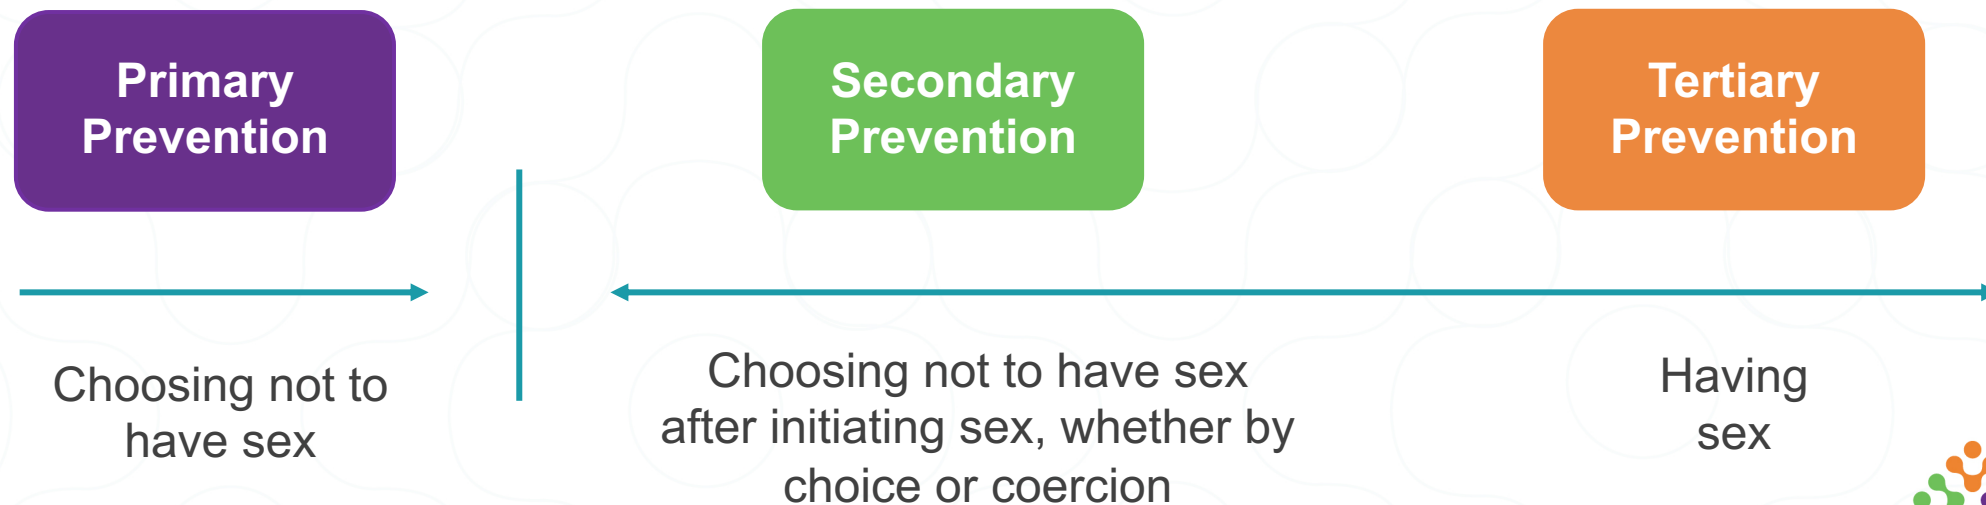 Primary
Prevention
Secondary
Prevention
Tertiary
Prevention
Choosing not to
have sex
Choosing not to have sex
after initiating sex, whether by
choice or coercion
Having
sex